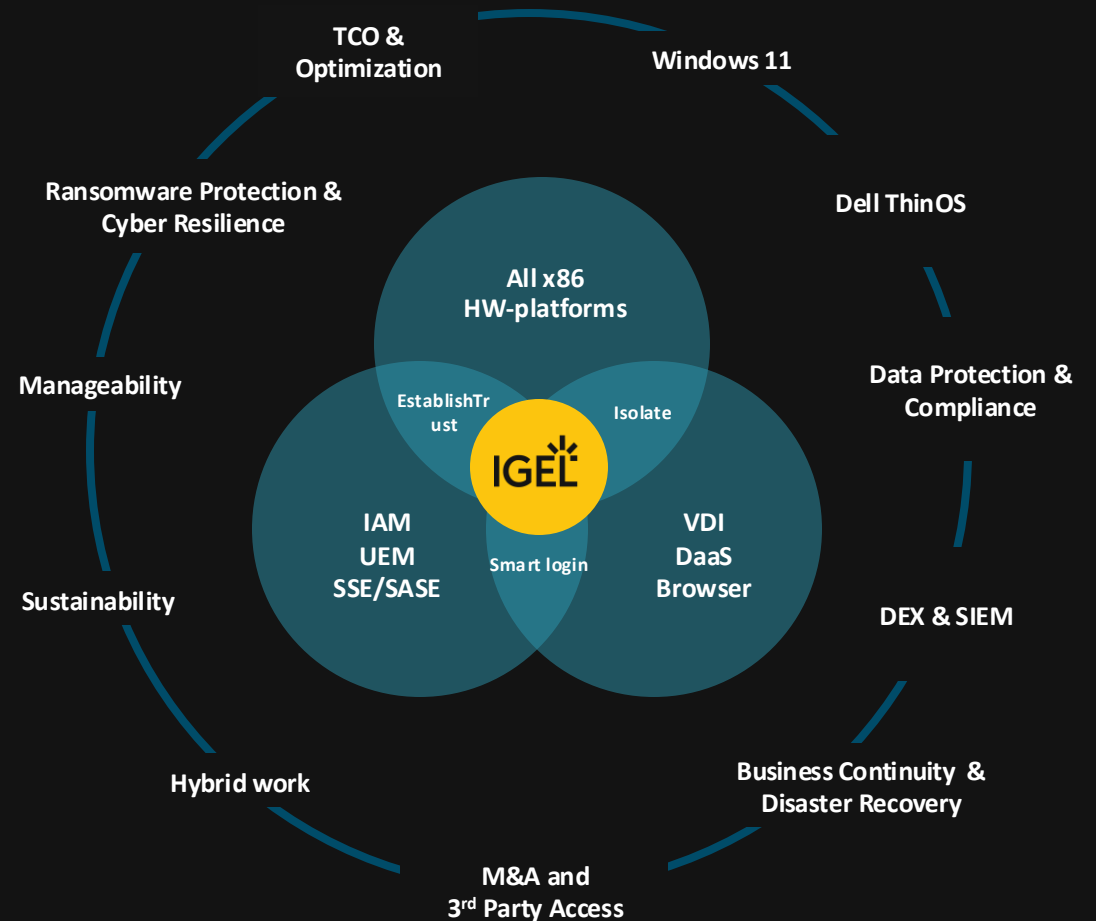 TCO &
Optimization
Windows 11
Ransomware Protection &
Cyber Resilience
Dell ThinOS
All x86
HW-platforms
Manageability
Data Protection &
Compliance
EstablishTr
ust
Isolate
IGEL
IAM
UEM
SSE/SASE
VDI
DaaS
Browser
Smart login
Sustainability
DEX & SIEM
Hybrid work
Business Continuity &
Disaster Recovery
M&A and
3rd Party Access